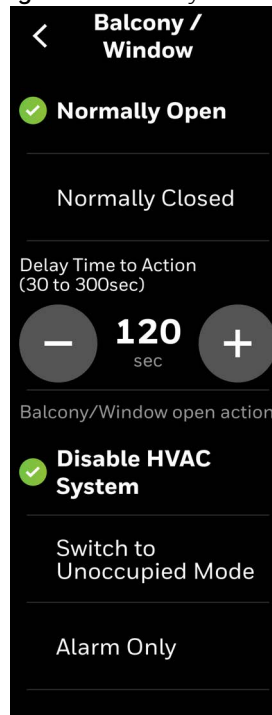 Balcony /
Window
Normally Open
Normally Closed
Delay Time to Action
(30 to 300sec)
120
sec
Balcony/Window open action
Disable HVAC
System
Switch to
Unoccupied Mode
Alarm Only